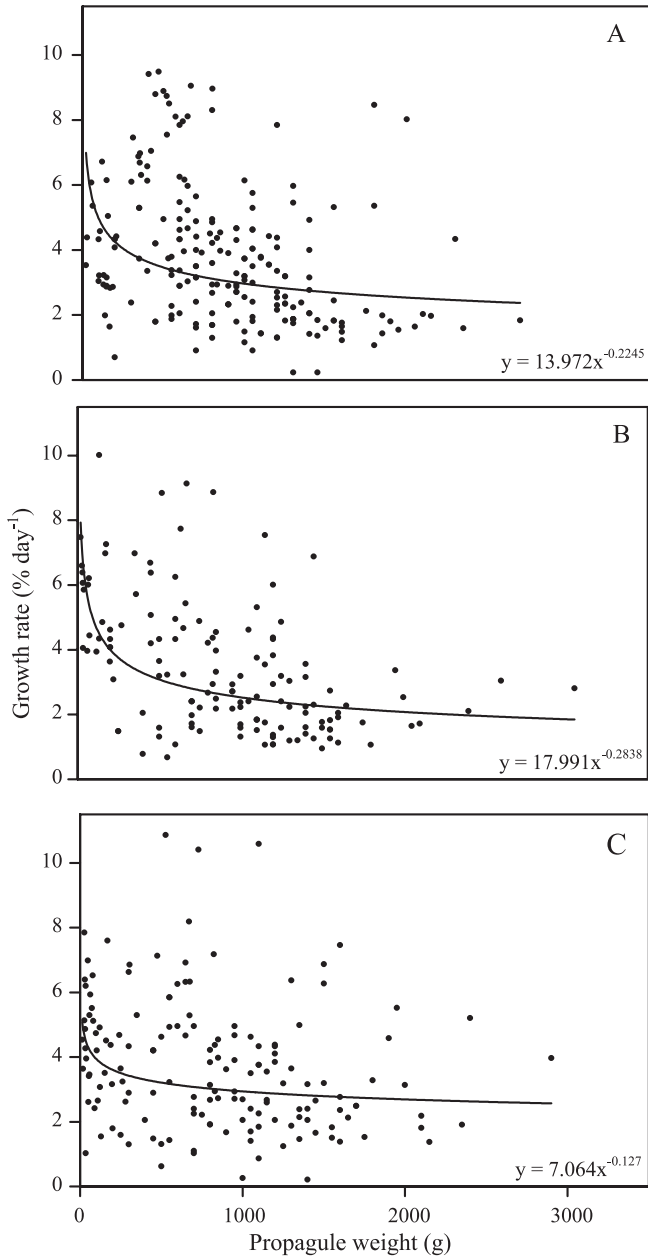 A
10
8
6
4
2
0
y = 13.972x^-0.2245
B
10
8
6
4
2
0
y = 17.991x^-0.2838
Growth rate (% day^-1)
C
10
8
6
4
2
0
y = 7.064x^-0.127
0 1000 2000 3000
Propagule weight (g)